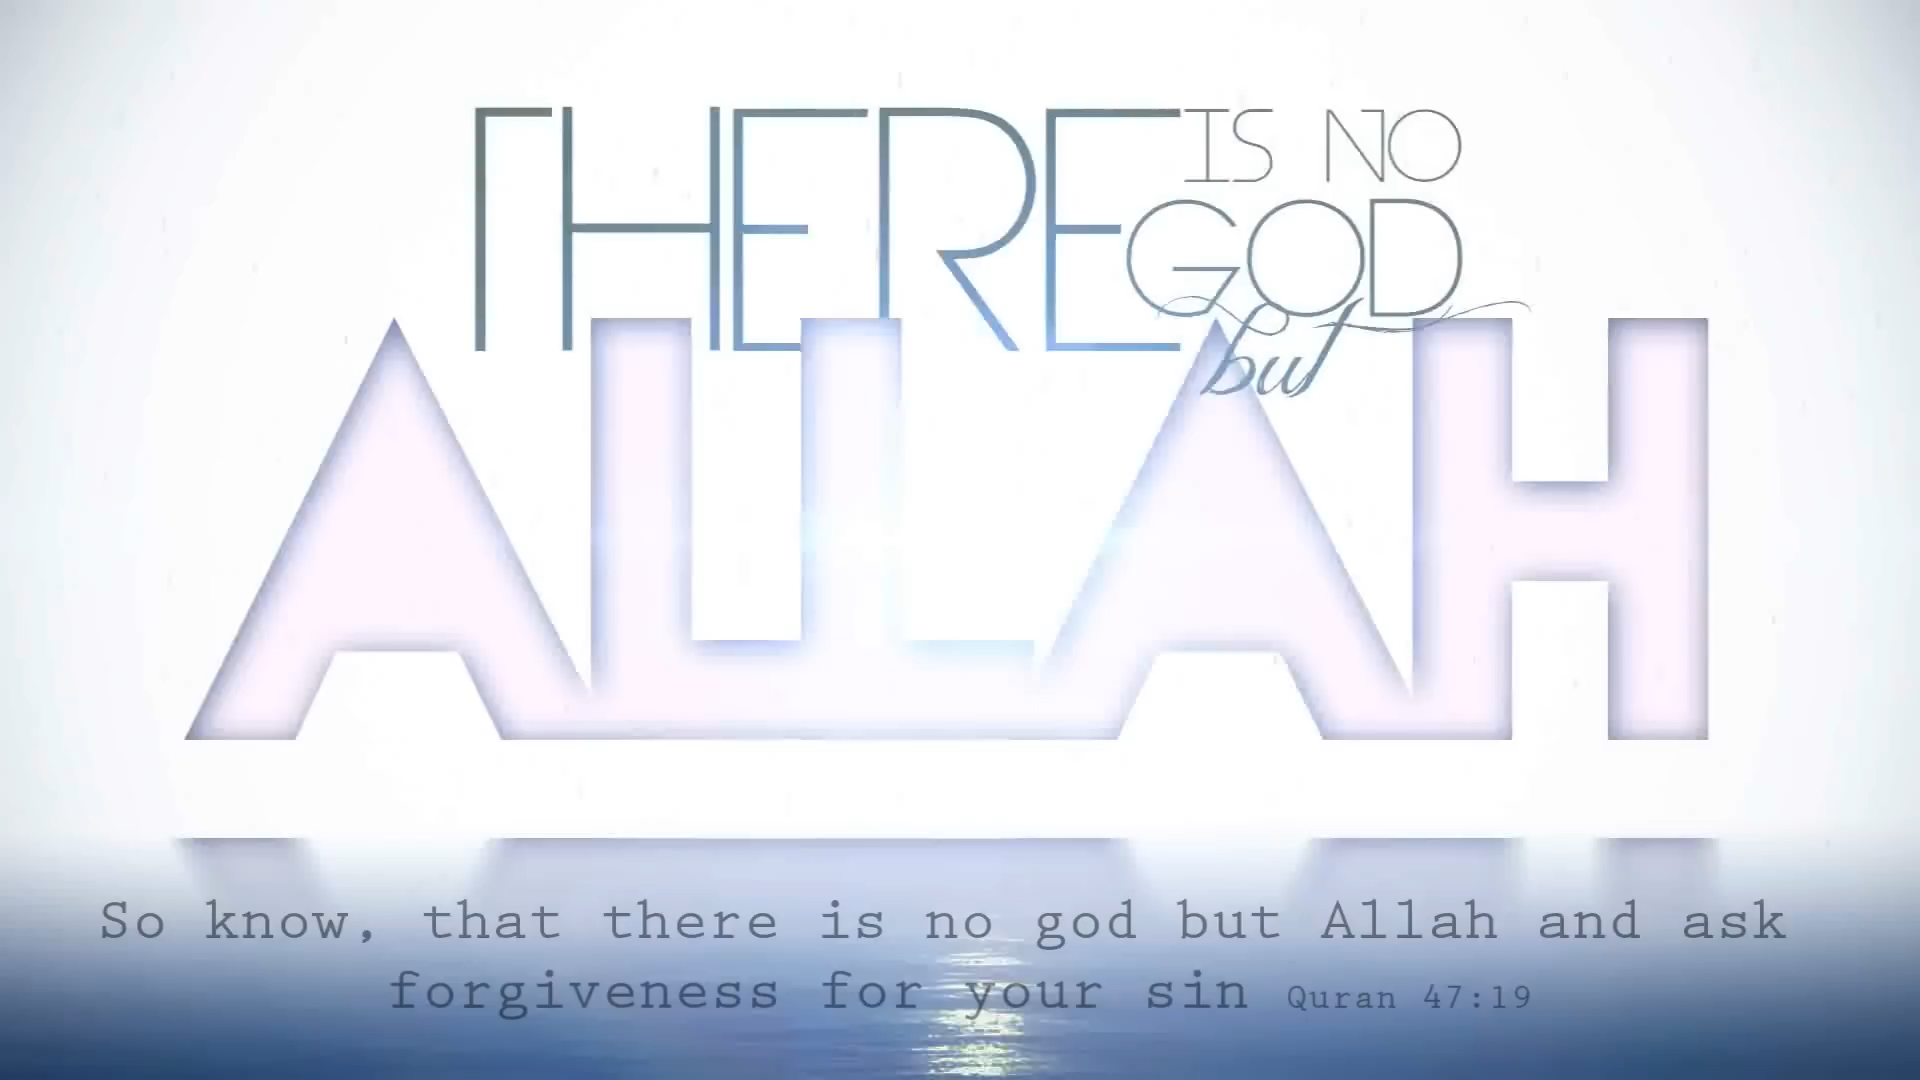 THERE IS NO
GOD
but
ALLAH
So know, that there is no god but Allah and ask
forgiveness for your sin Quran 47:19